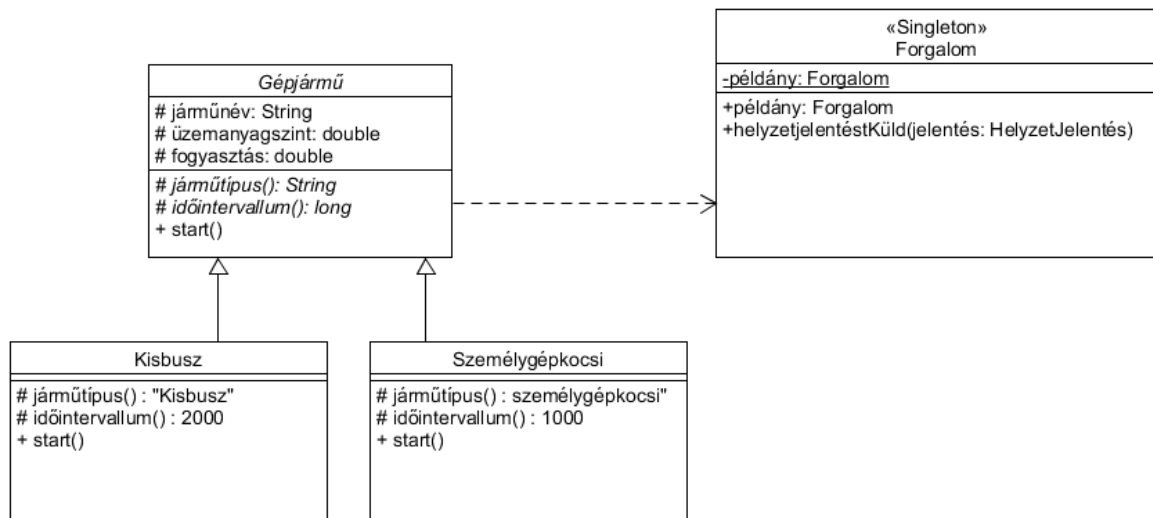 «Singleton»
Forgalom
-példány: Forgalom
+példány: Forgalom
+helyzetjelentéstKüld(jelentés: HelyzetJelentés)
Gépjármű
# járműnév: String
# üzemanyagszint: double
# fogyasztás: double
# járműtípus(): String
# időintervallum(): long
+ start()
Kisbusz
# járműtípus() : "Kisbusz"
# időintervallum() : 2000
+ start()
Személygépkocsi
# járműtípus() : személygépkocsi"
# időintervallum() : 1000
+ start()